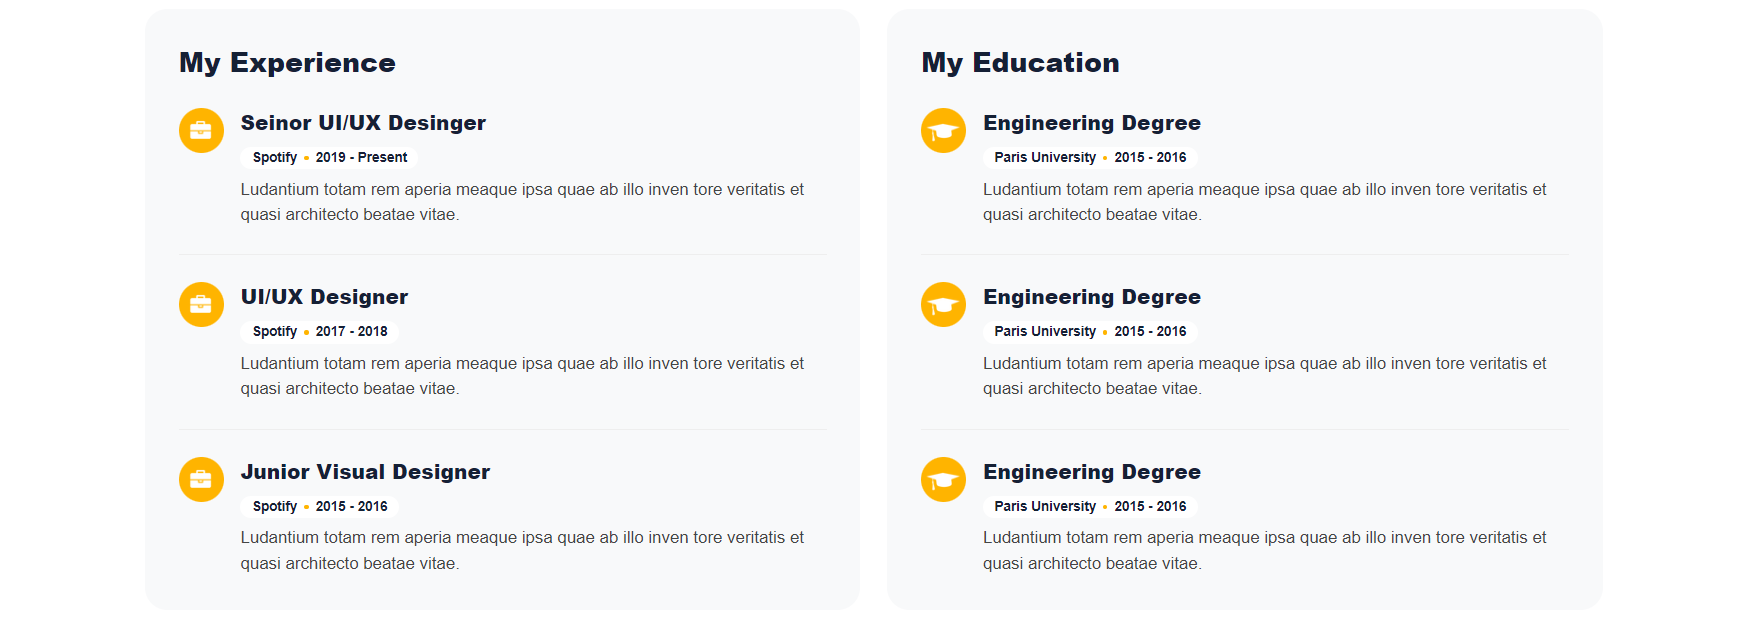 My Experience
Seinor UI/UX Desinger
Spotify • 2019 - Present
Ludantium totam rem aperia meaque ipsa quae ab illo inven tore veritatis et
quasi architecto beatae vitae.
UI/UX Designer
Spotify • 2017 - 2018
Ludantium totam rem aperia meaque ipsa quae ab illo inven tore veritatis et
quasi architecto beatae vitae.
Junior Visual Designer
Spotify • 2015 - 2016
Ludantium totam rem aperia meaque ipsa quae ab illo inven tore veritatis et
quasi architecto beatae vitae.
My Education
Engineering Degree
Paris University • 2015 - 2016
Ludantium totam rem aperia meaque ipsa quae ab illo inven tore veritatis et
quasi architecto beatae vitae.
Engineering Degree
Paris University • 2015 - 2016
Ludantium totam rem aperia meaque ipsa quae ab illo inven tore veritatis et
quasi architecto beatae vitae.
Engineering Degree
Paris University • 2015 - 2016
Ludantium totam rem aperia meaque ipsa quae ab illo inven tore veritatis et
quasi architecto beatae vitae.